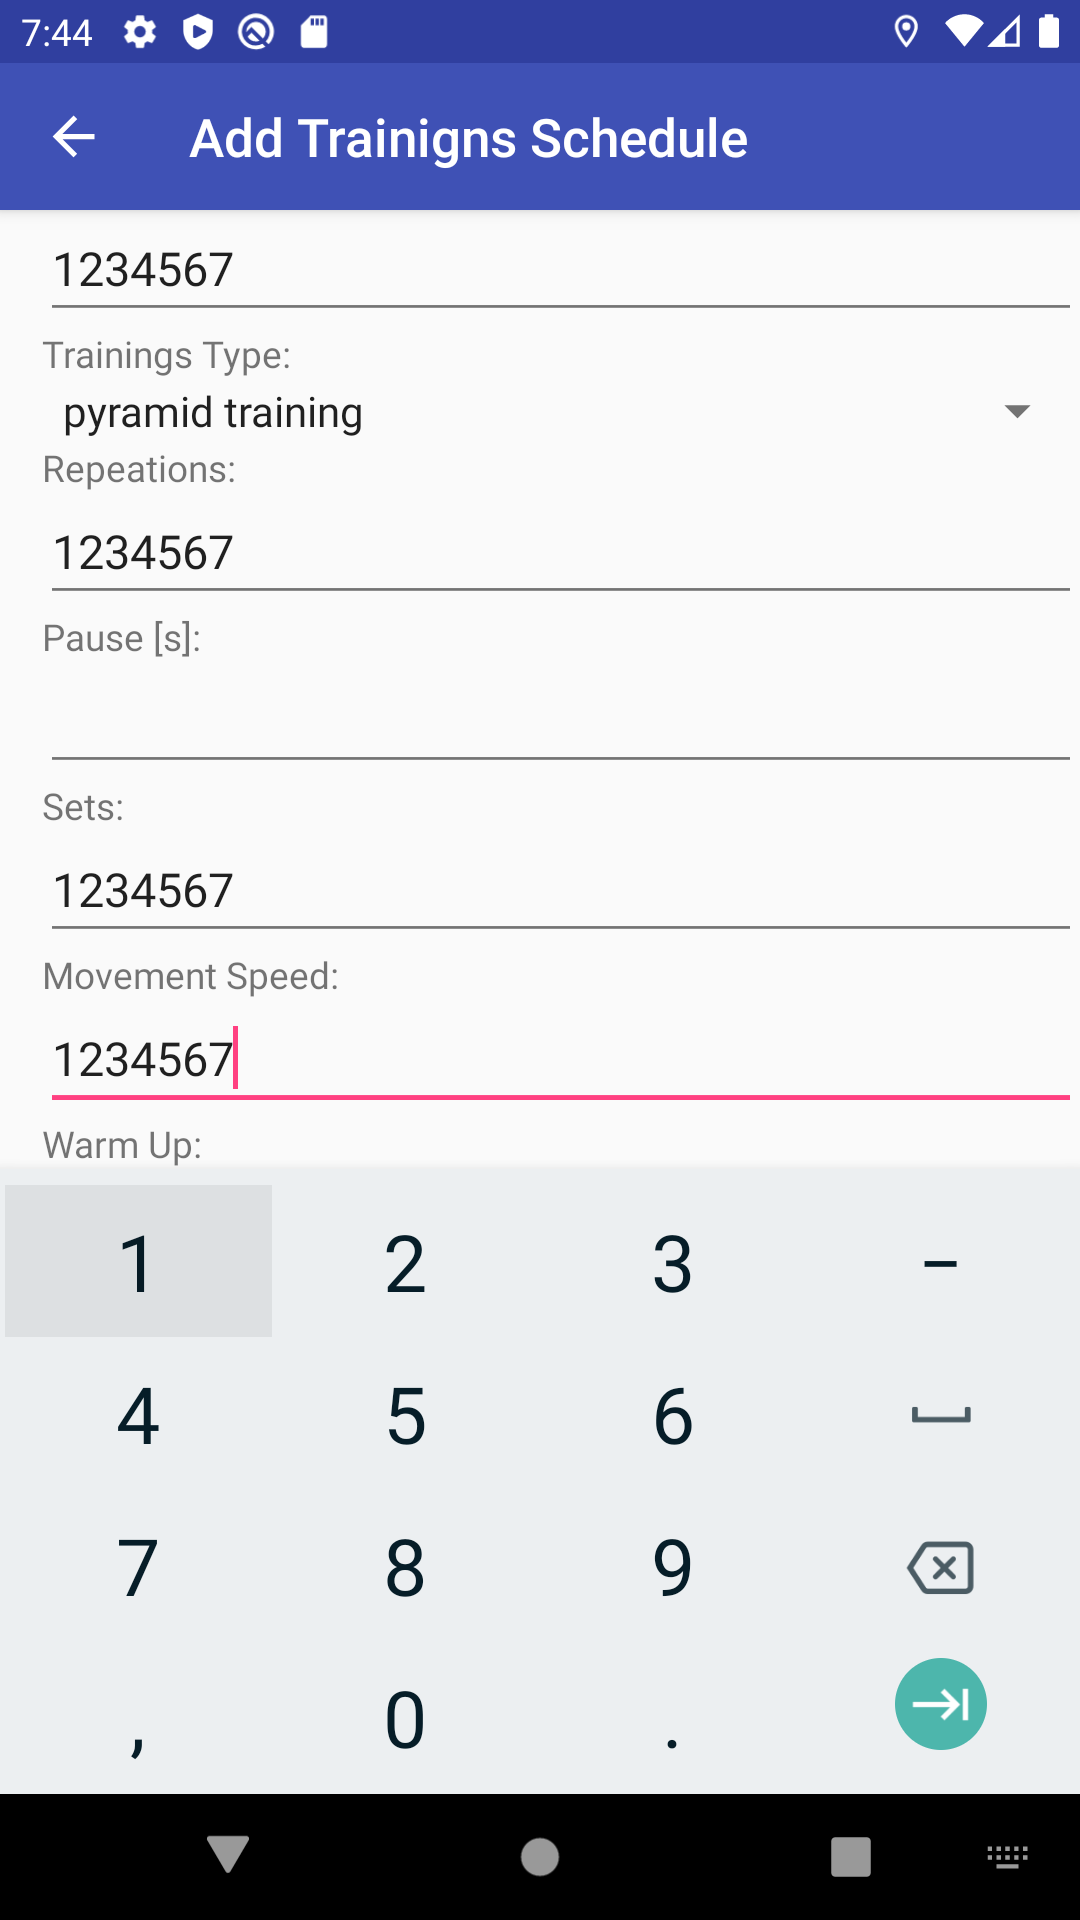 7:44
Add Trainigns Schedule
1234567
Trainings Type:
pyramid training
Repeations:
1234567
Pause [s]:
Sets:
1234567
Movement Speed:
1234567
Warm Up:
1 2 3 –
4 5 6
7 8 9
, 0 .